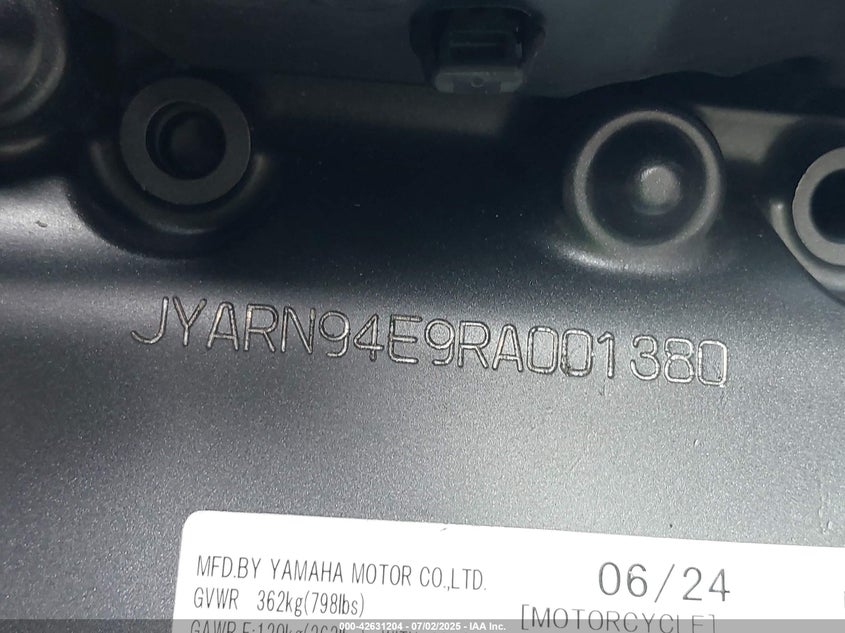 JYARN94E9RA001380
MFD.BY YAMAHA MOTOR CO.,LTD.
06/24
GVWR 362kg(798lbs)
[MOTORCYCLE]
000-42631204 - 07/02/2025 - IAA Inc.